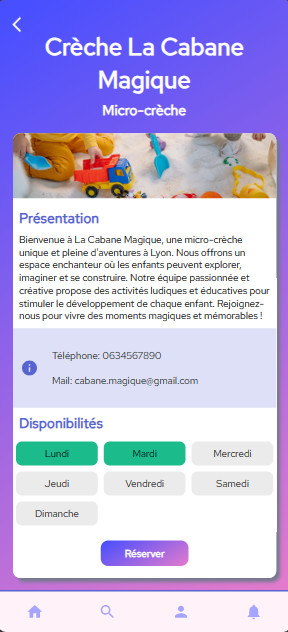 Crèche La Cabane
Magique
Micro-crèche
Présentation
Bienvenue à La Cabane Magique, une micro-crèche
unique et pleine d'aventures à Lyon. Nous offrons un
espace enchanteur où les enfants peuvent explorer,
imaginer et se construire. Notre équipe passionnée et
créative propose des activités ludiques et éducatives pour
stimuler le développement de chaque enfant. Rejoignez-
nous pour vivre des moments magiques et mémorables !
Téléphone: 0634567890
Mail: cabane.magique@gmail.com
Disponibilités
Lundi Mardi Mercredi
Jeudi Vendredi Samedi
Dimanche
Réserver